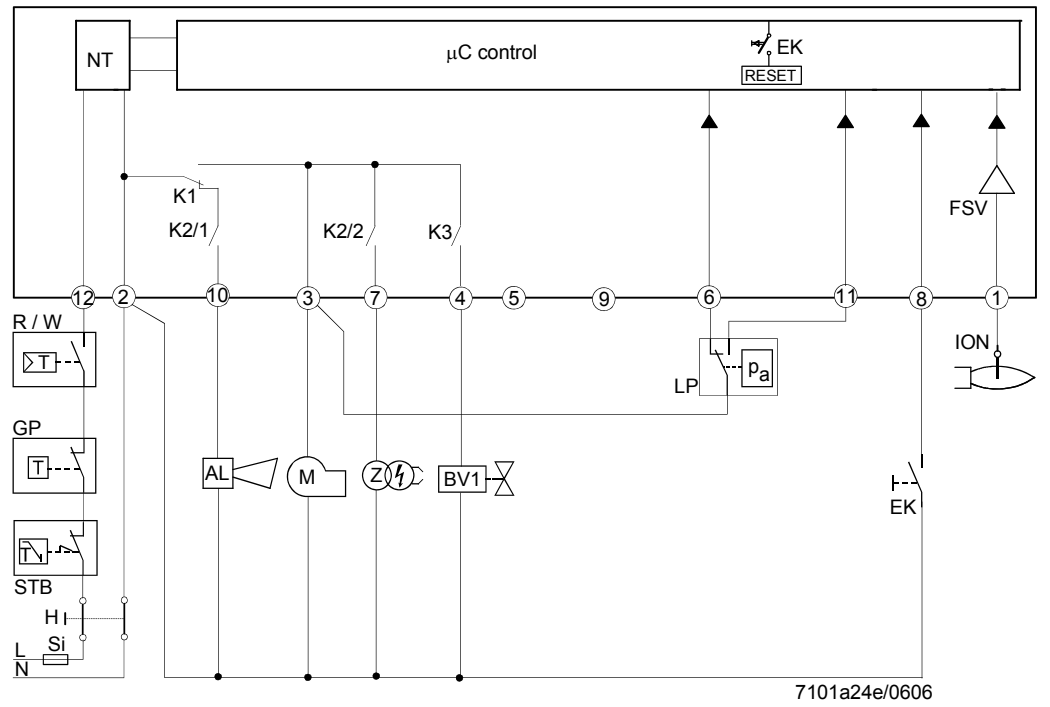 NT
μC control
EK
RESET
FSV
K1
K2/1
K2/2
K3
12
2
10
3
7
4
5
9
6
11
8
1
R / W
T
GP
T
STB
T
H
L
Si
N
AL
M
Z
BV1
LP
pa
ION
EK
7101a24e/0606